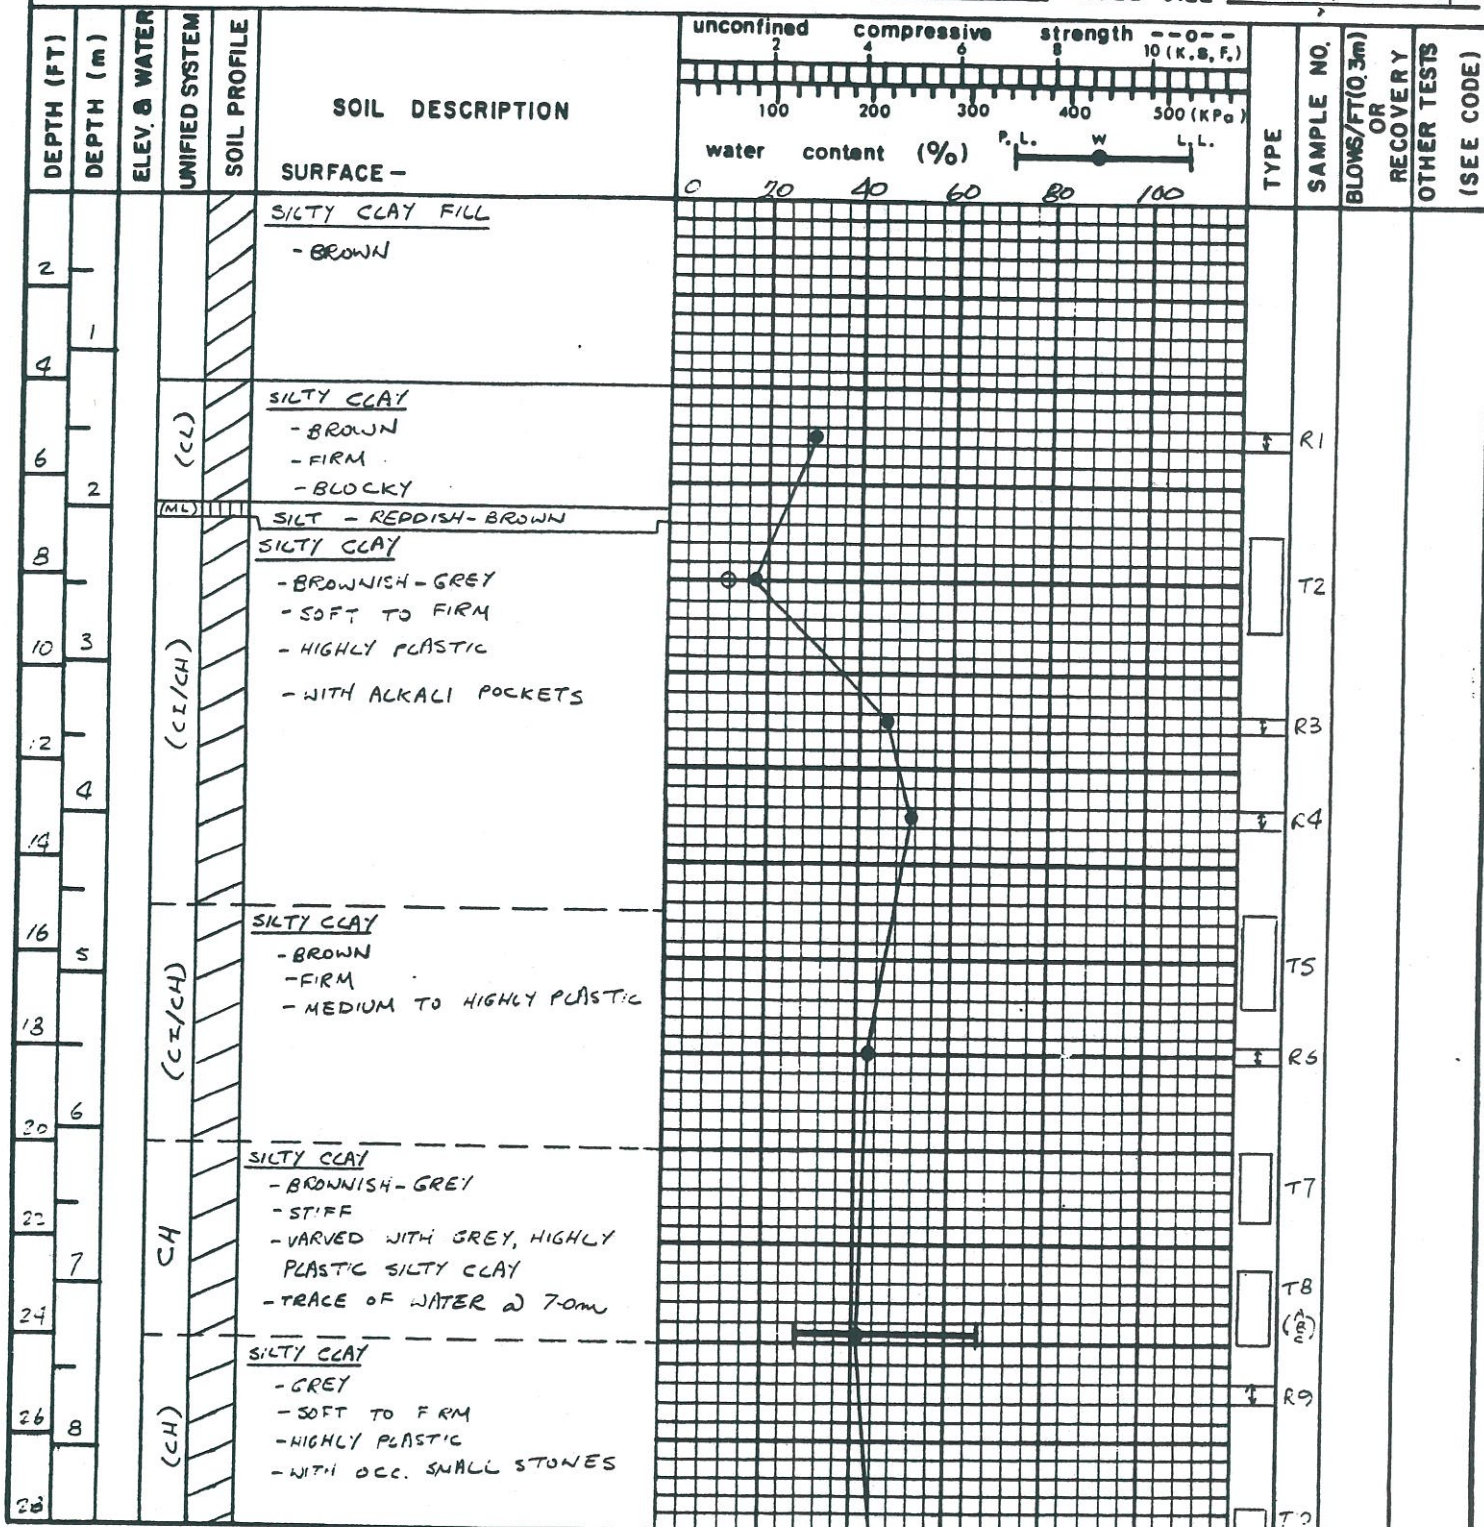 DEPTH (FT)
DEPTH (m)
ELEV. & WATER
UNIFIED SYSTEM
SOIL PROFILE
SOIL DESCRIPTION
SURFACE –
unconfined compressive strength --o--
2 4 6 8 10 (K.S.F.)
100 200 300 400 500 (KPa)
water content (%) P.L. W L.L.
0 20 40 60 80 100
TYPE
SAMPLE NO.
BLOWS/FT(0.3m)
OR
RECOVERY
OTHER TESTS
(SEE CODE)
SILTY CLAY FILL
- BROWN
2
1
4
SILTY CLAY
- BROWN
- FIRM
- BLOCKY
(CL)
R1
6
2
(ML)
SILT - REDDISH-BROWN
SILTY CLAY
- BROWNISH-GREY
- SOFT TO FIRM
- HIGHLY PLASTIC
- WITH ALKALI POCKETS
(CI/CH)
8
T2
10
3
R3
12
4
R4
14
SILTY CLAY
- BROWN
- FIRM
- MEDIUM TO HIGHLY PLASTIC
(CI/CH)
16
5
T5
18
R6
6
20
SILTY CLAY
- BROWNISH-GREY
- STIFF
- VARVED WITH GREY, HIGHLY
PLASTIC SILTY CLAY
- TRACE OF WATER @ 7.0m
CH
T7
22
7
T8
(A B C)
24
SILTY CLAY
- GREY
- SOFT TO FIRM
- HIGHLY PLASTIC
- WITH OCC. SMALL STONES
(CH)
R9
26
8
28